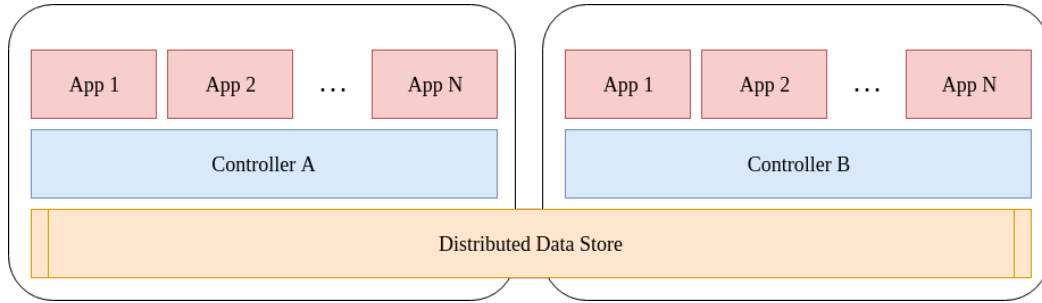 App 1 App 2 ... App N App 1 App 2 ... App N
Controller A Controller B
Distributed Data Store